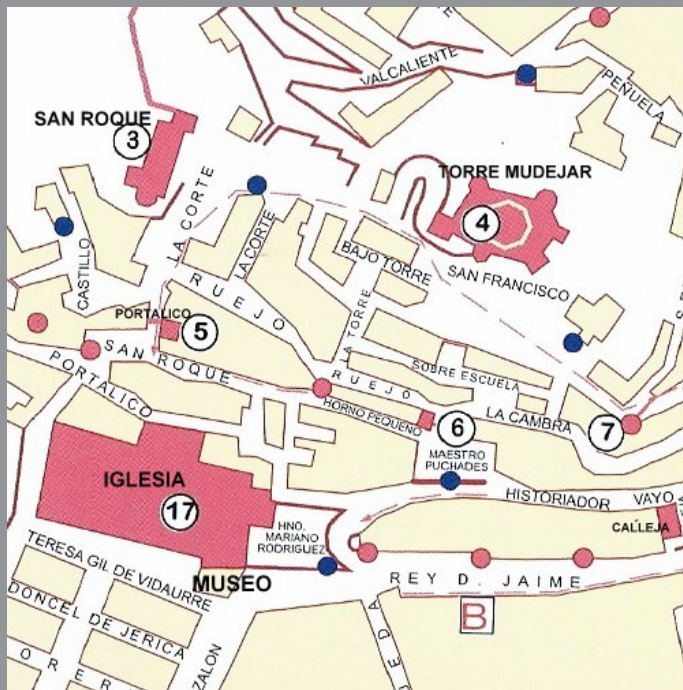 VALCALIENTE
PEÑUELA
SAN ROQUE
3
TORRE MUDEJAR
4
LA CORTE
LA CORTE
CASTILLO
BAJO TORRE
SAN FRANCISCO
RUEJO
PORTALICO
5
LA TORRE
SAN ROQUE
PORTALICO
RUEJO
SOBRE ESCUELA
HORNO PEQUEÑO
6
LA CAMBRA
7
MAESTRO
PUCHADES
IGLESIA
17
HISTORIADOR VAYO
CALLEJA
HNO.
MARIANO
RODRIGUEZ
TERESA GIL DE VIDAURRE
MUSEO
REY D. JAIME
DONCEL DE JERICA
B